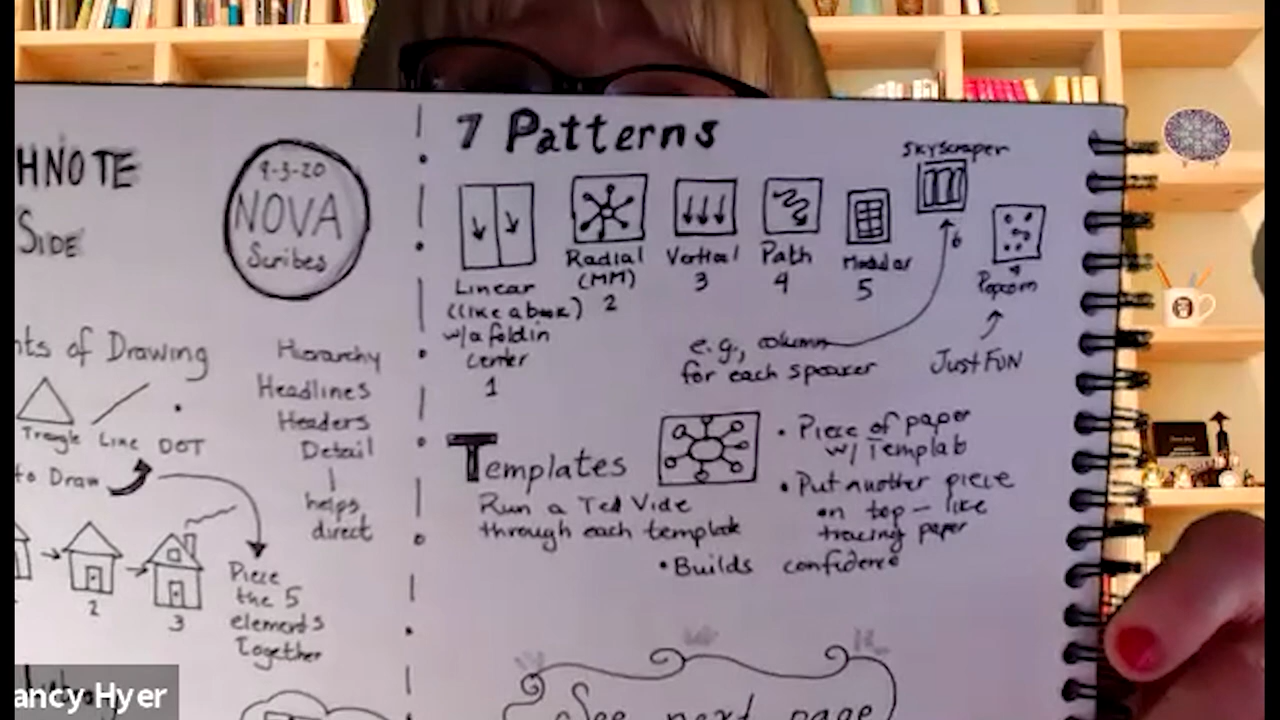 HNOTE
SIDE
9-3-20
NOVA
Scribes
nts of Drawing
Line
DOT
to Draw
2
3
Hierarchy
Headlines
Headers
Detail
helps
direct
Piece
the 5
elements
Together
7 Patterns
Linear
(like a book)
w/a fold in
center
1
Radial
(MM)
2
Vertical
3
Path
4
Modular
5
Skyscraper
6
Popcorn
Just FUN
e.g., column
for each speaker
Templates
Run a Ted Vide
through each template
• Piece of paper
w/ Templat
• Put another piece
on top - like
tracing paper
• Builds confidence
See next page
ancy Hyer